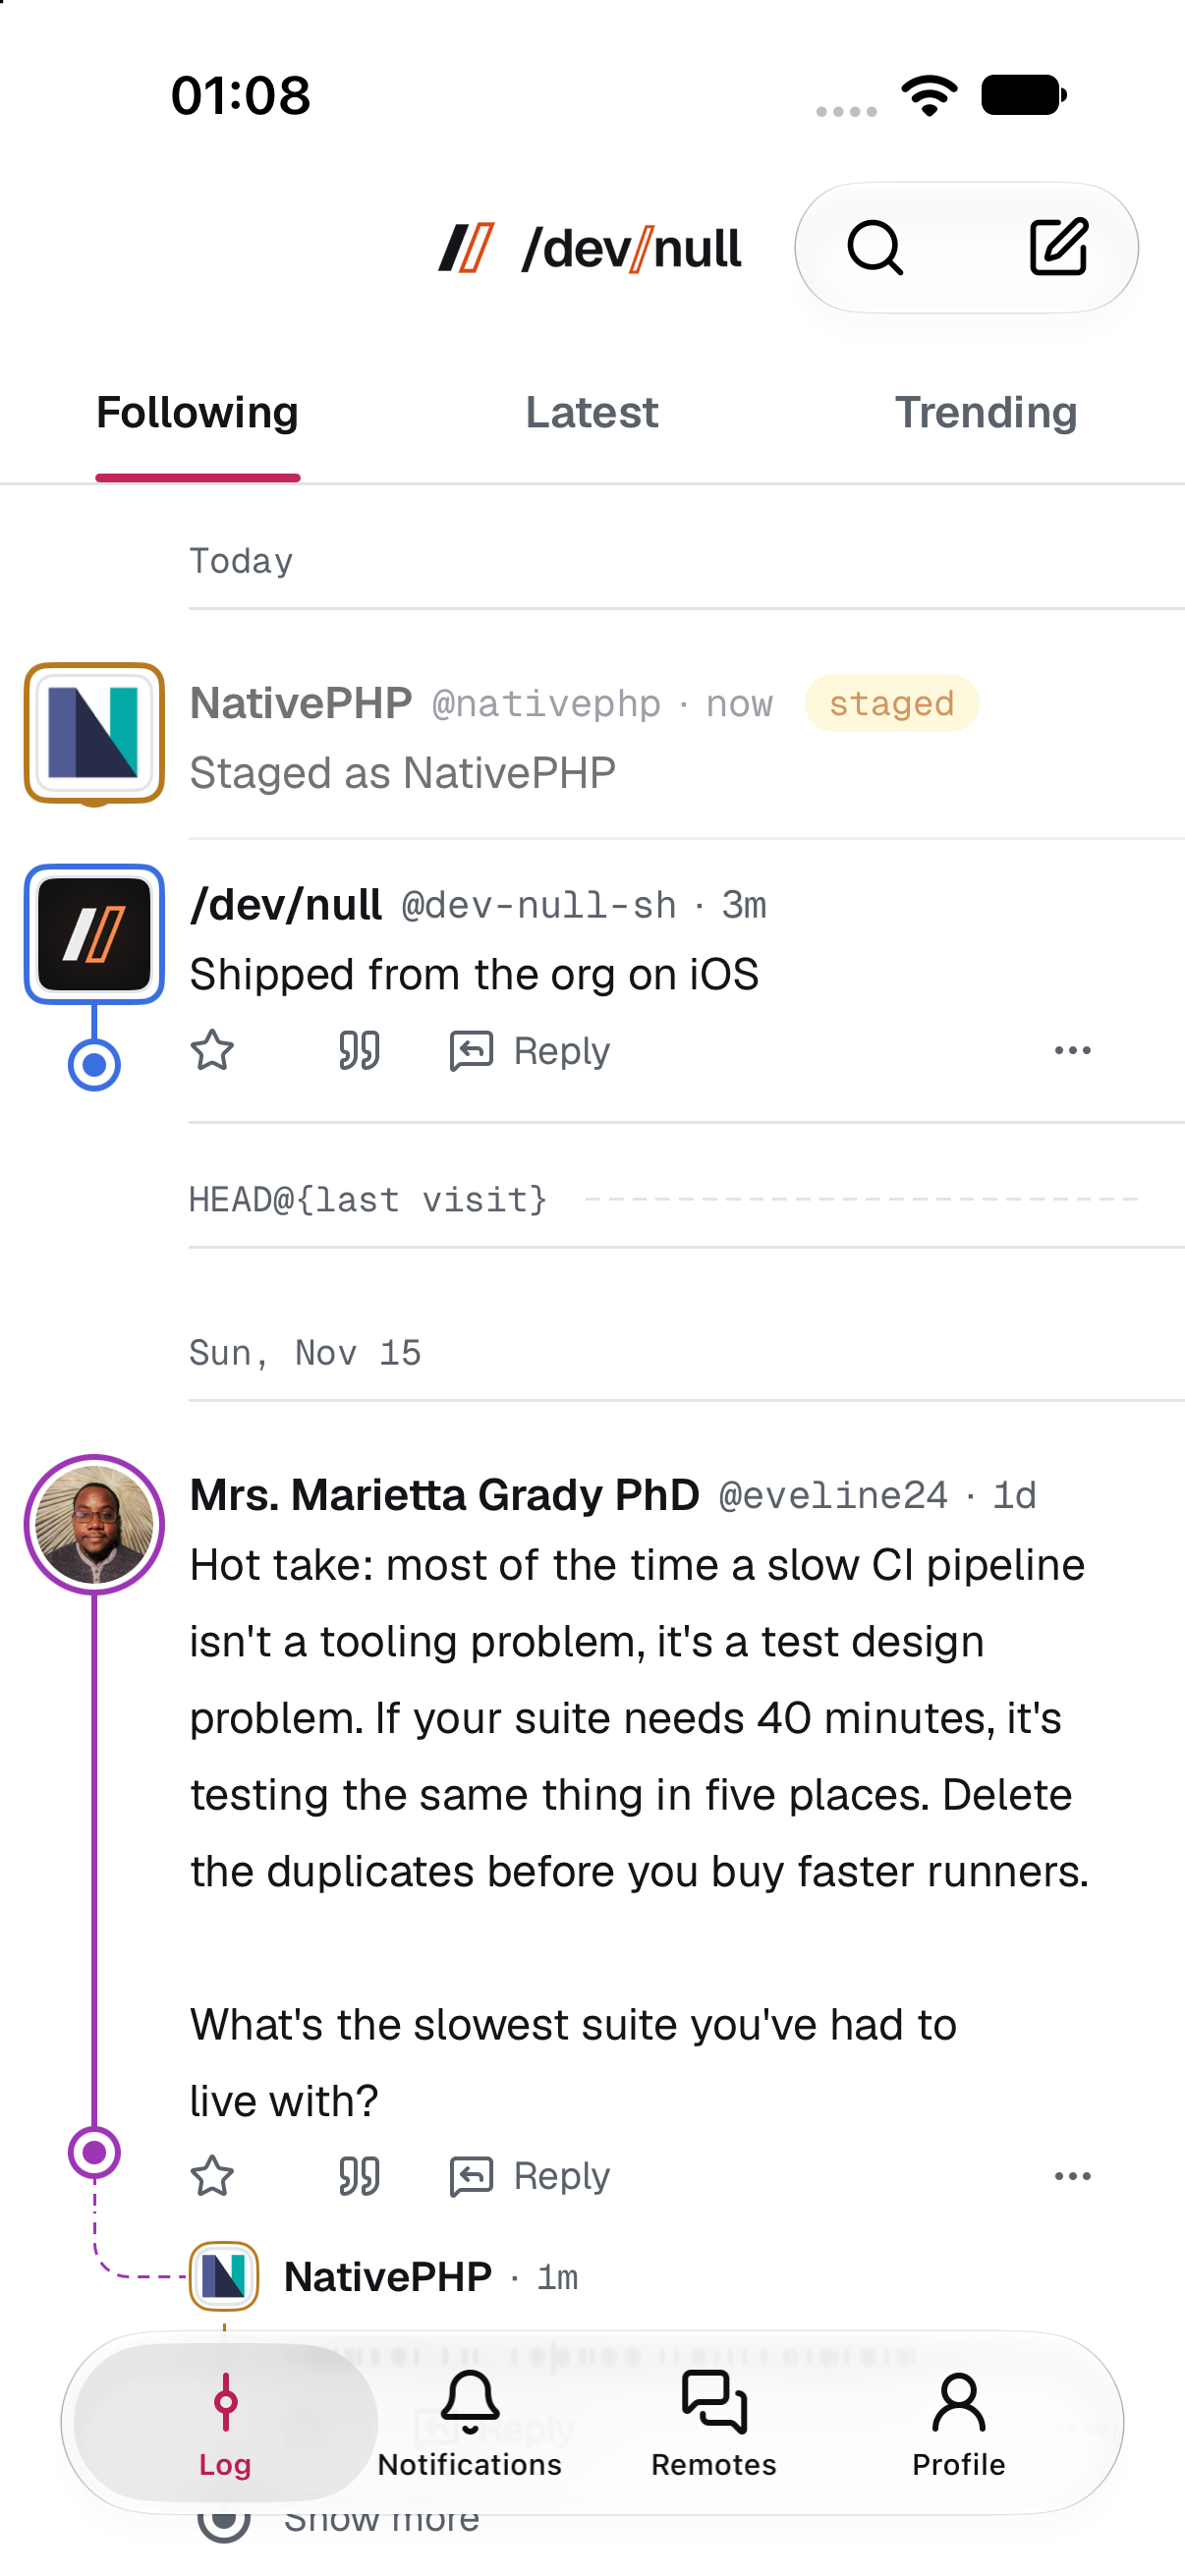 01:08
/dev//null
Following
Latest
Trending
Today
NativePHP @nativephp · now staged
Staged as NativePHP
/dev/null @dev-null-sh · 3m
Shipped from the org on iOS
Reply
HEAD@{last visit}
Sun, Nov 15
Mrs. Marietta Grady PhD @eveline24 · 1d
Hot take: most of the time a slow CI pipeline
isn't a tooling problem, it's a test design
problem. If your suite needs 40 minutes, it's
testing the same thing in five places. Delete
the duplicates before you buy faster runners.
What's the slowest suite you've had to
live with?
Reply
NativePHP · 1m
Reply
Log
Notifications
Remotes
Profile
Show more